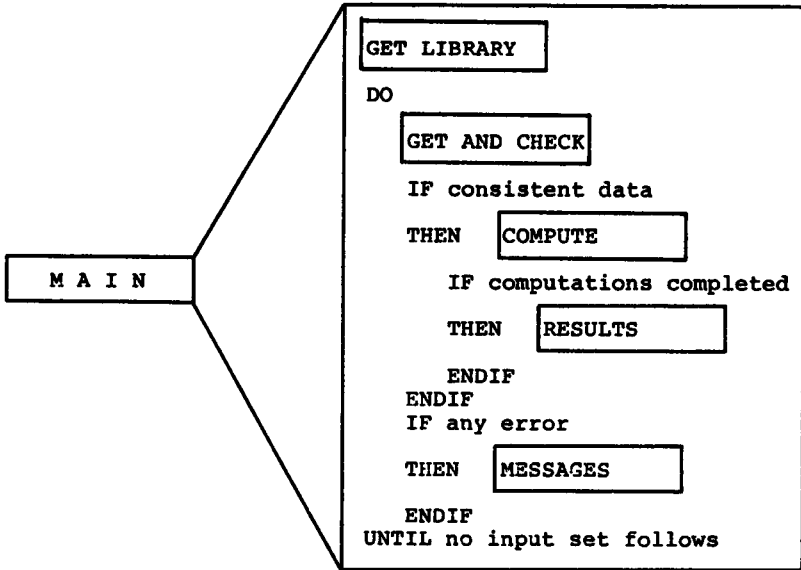 GET LIBRARY
DO
GET AND CHECK
IF consistent data
THEN COMPUTE
M A I N
IF computations completed
THEN RESULTS
ENDIF
ENDIF
IF any error
THEN MESSAGES
ENDIF
UNTIL no input set follows